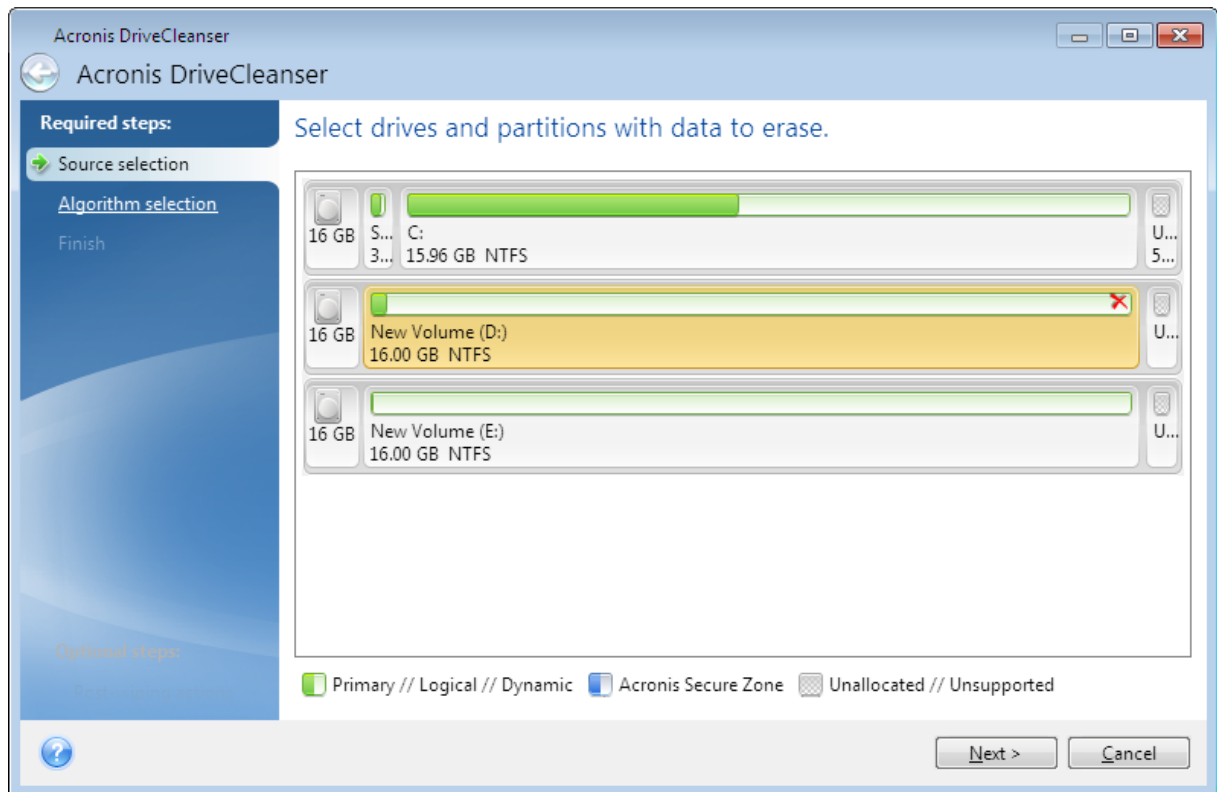 Acronis DriveCleanser
Acronis DriveCleanser
Required steps:
Source selection
Algorithm selection
Finish
Optional steps:
Select drives and partitions with data to erase.
16 GB
S...
3...
C:
15.96 GB NTFS
U...
5...
16 GB
New Volume (D:)
16.00 GB NTFS
U...
16 GB
New Volume (E:)
16.00 GB NTFS
U...
Primary // Logical // Dynamic
Acronis Secure Zone
Unallocated // Unsupported
?
Next >
Cancel